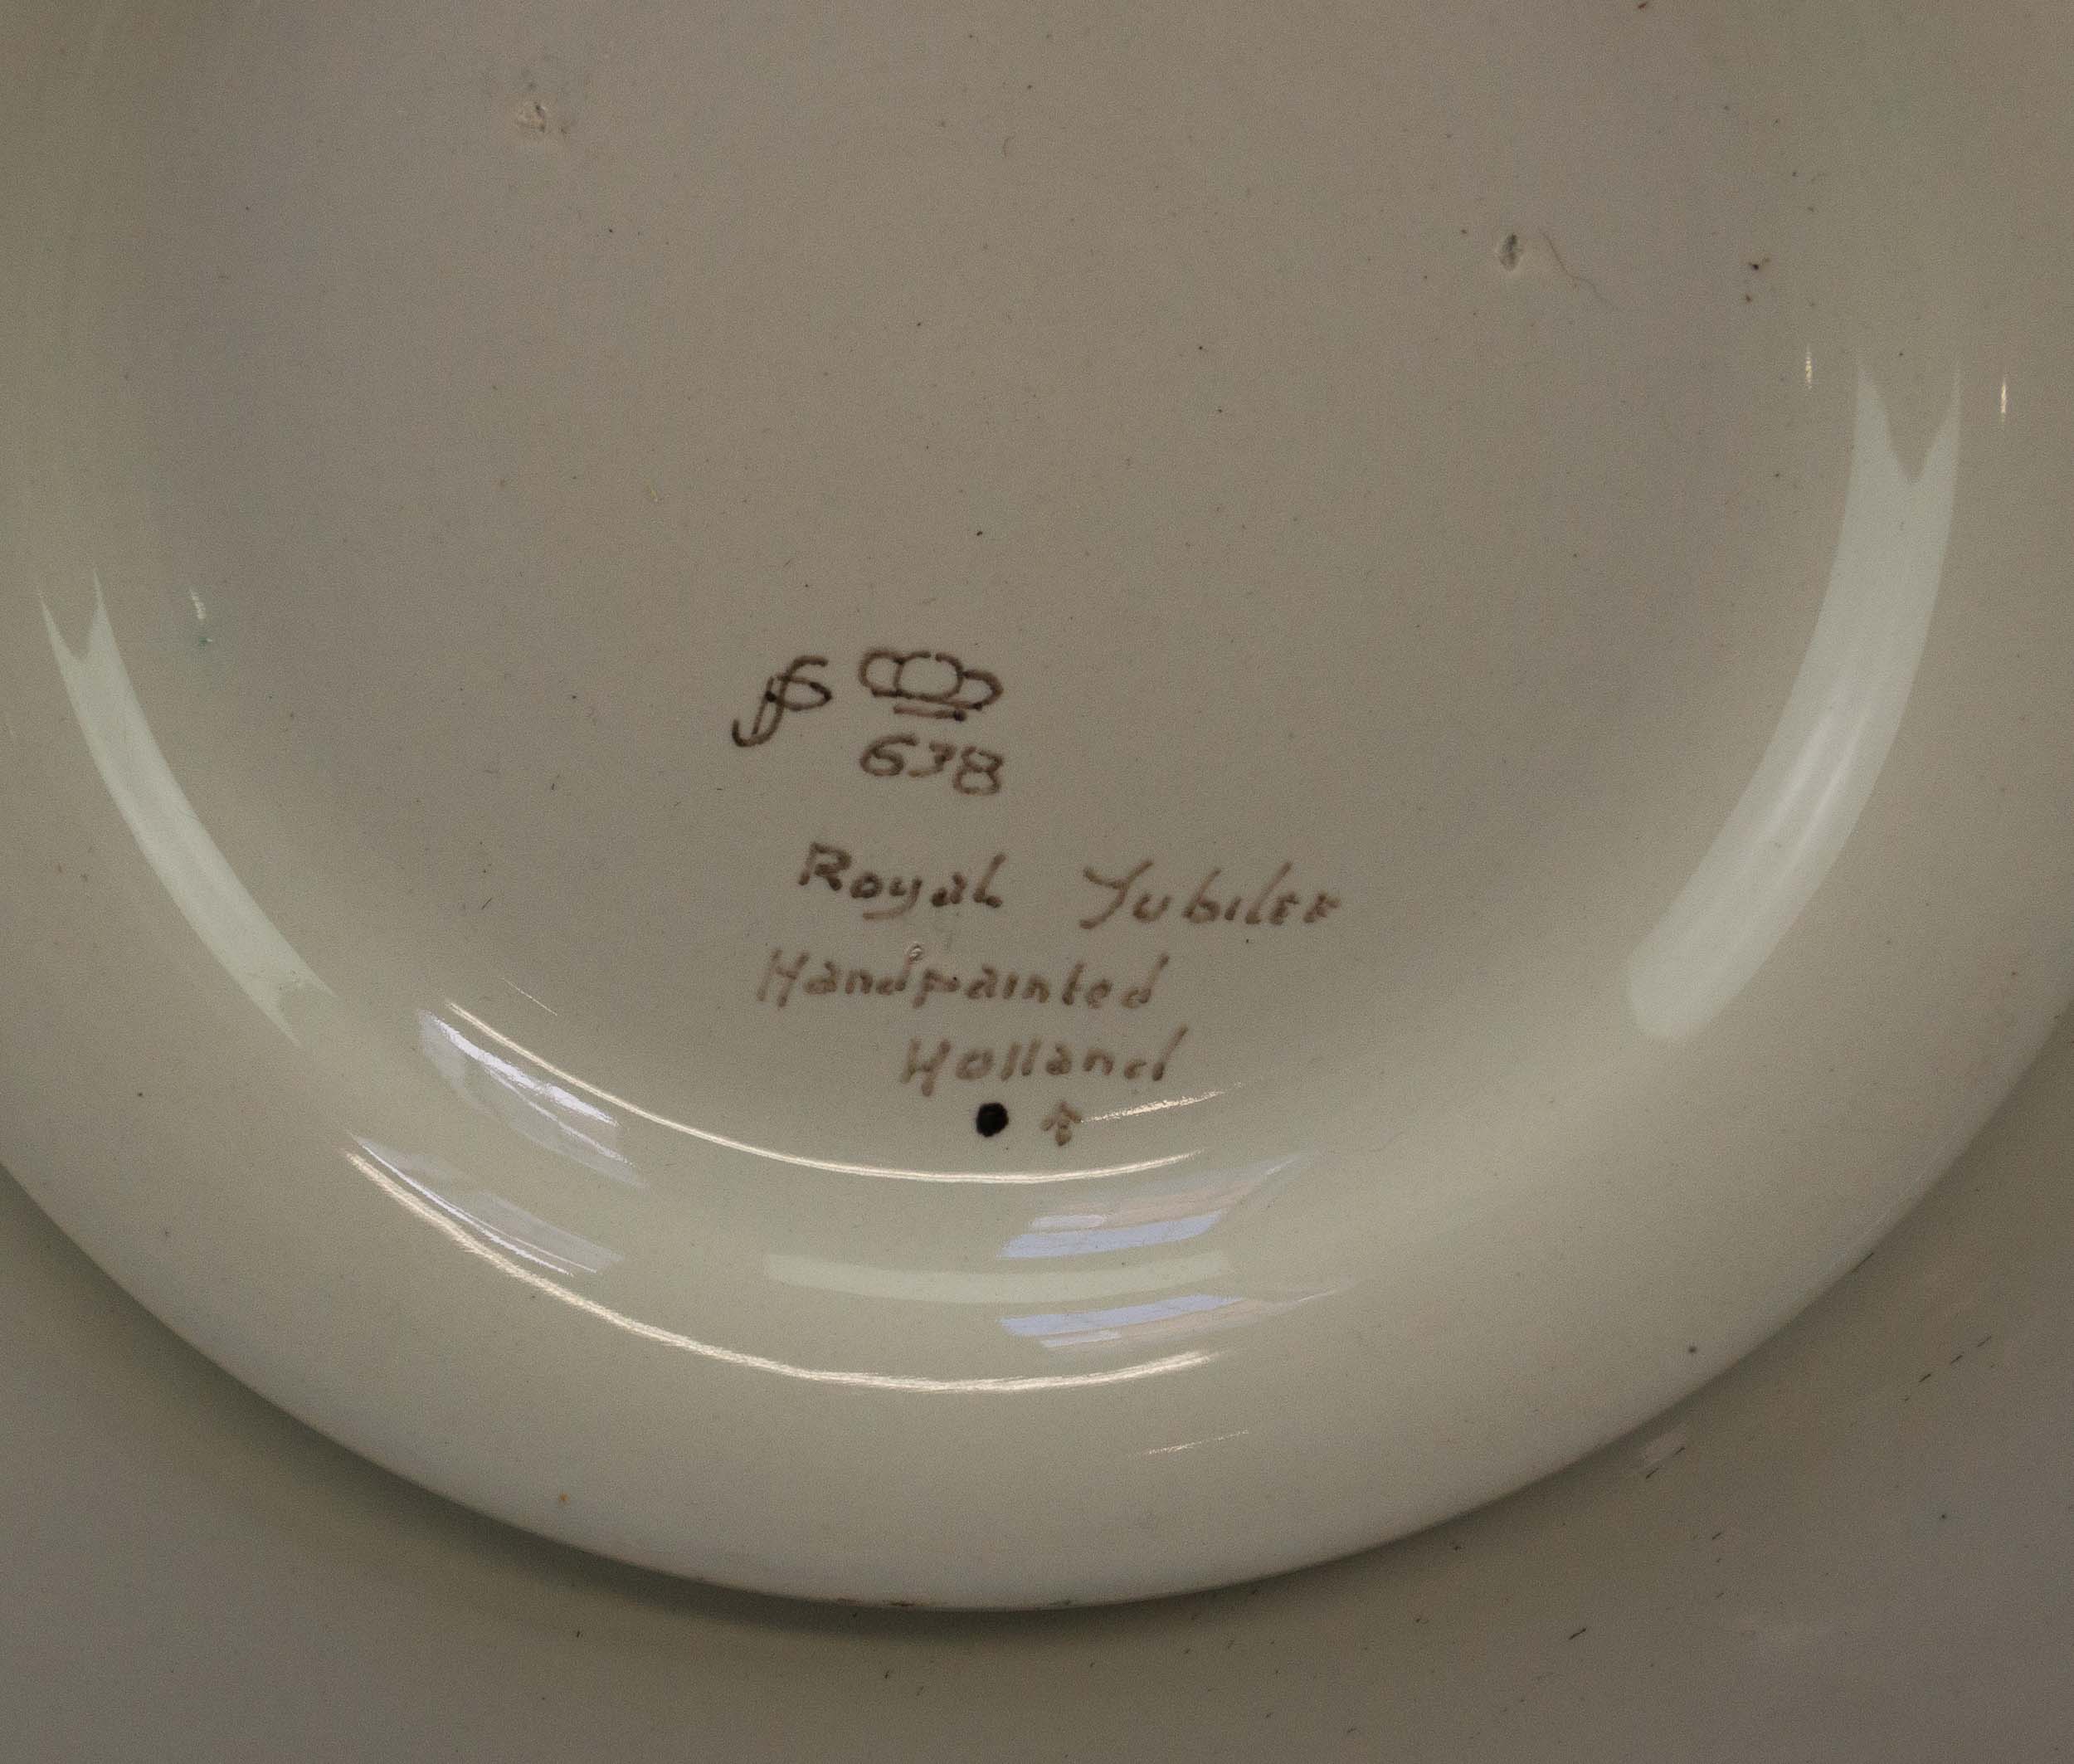 638
Royal Jubilee
Handpainted
Holland